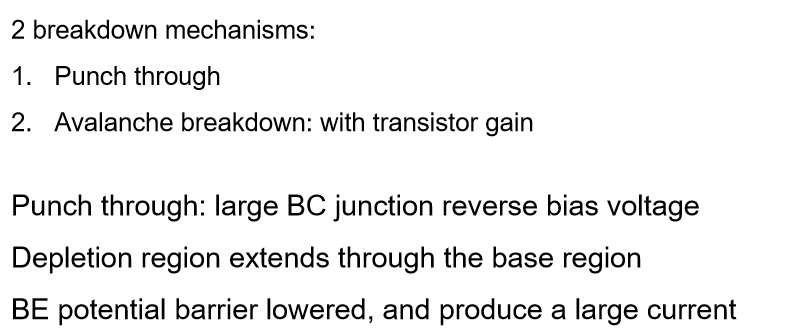 2 breakdown mechanisms:
1. Punch through
2. Avalanche breakdown: with transistor gain
Punch through: large BC junction reverse bias voltage
Depletion region extends through the base region
BE potential barrier lowered, and produce a large current